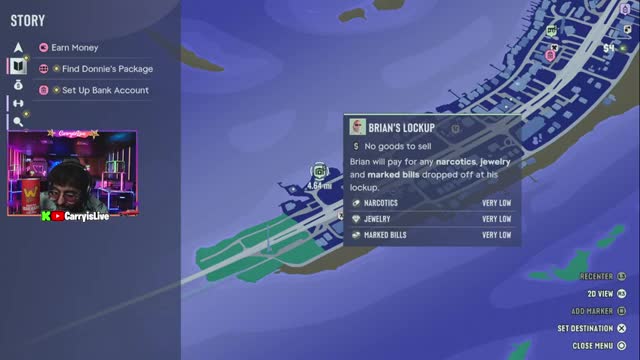 STORY
Earn Money
Find Donnie's Package
Set Up Bank Account
CarryisLive
BRIAN'S LOCKUP
$ No goods to sell
Brian will pay for any narcotics, jewelry
and marked bills dropped off at his
lockup.
NARCOTICS VERY LOW
JEWELRY VERY LOW
MARKED BILLS VERY LOW
4.64 mi
$4
RECENTER
2D VIEW
ADD MARKER
SET DESTINATION
CLOSE MENU